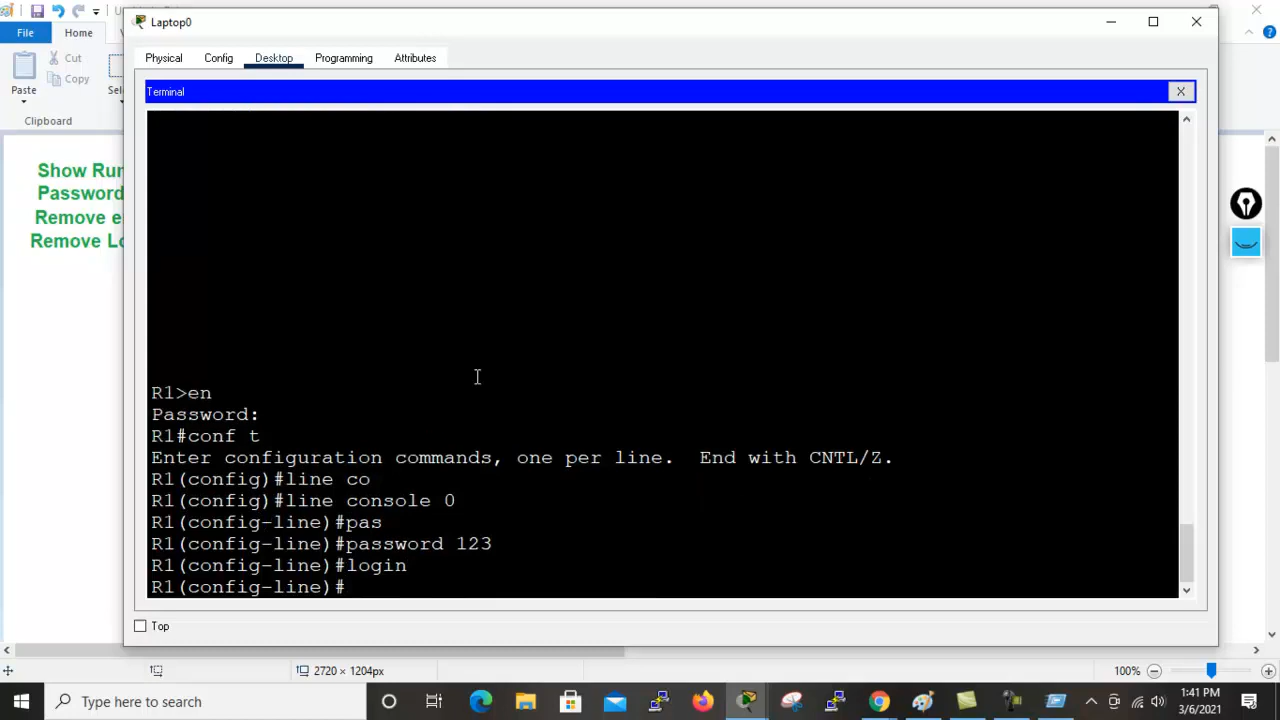 Laptop0
File
Home
Cut
Copy
Paste
Clipboard
Physical
Config
Desktop
Programming
Attributes
Terminal
X
Show Run
Password
Remove e
Remove Lo
R1>en
Password:
R1#conf t
Enter configuration commands, one per line.  End with CNTL/Z.
R1(config)#line co
R1(config)#line console 0
R1(config-line)#pas
R1(config-line)#password 123
R1(config-line)#login
R1(config-line)#
Top
2720 × 1204px
100%
Type here to search
1:41 PM
3/6/2021